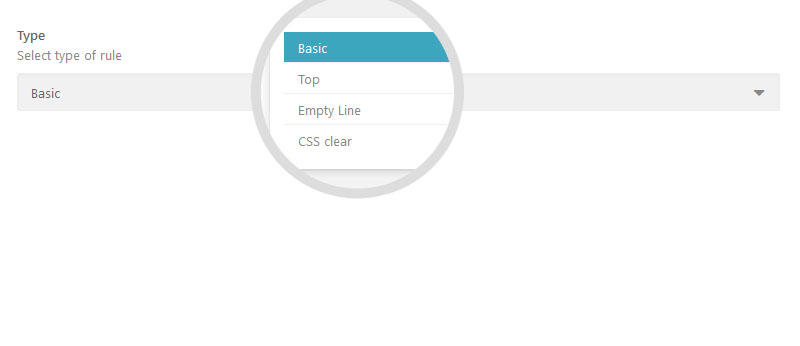 Type
Select type of rule
Basic
Basic
Top
Empty Line
CSS clear